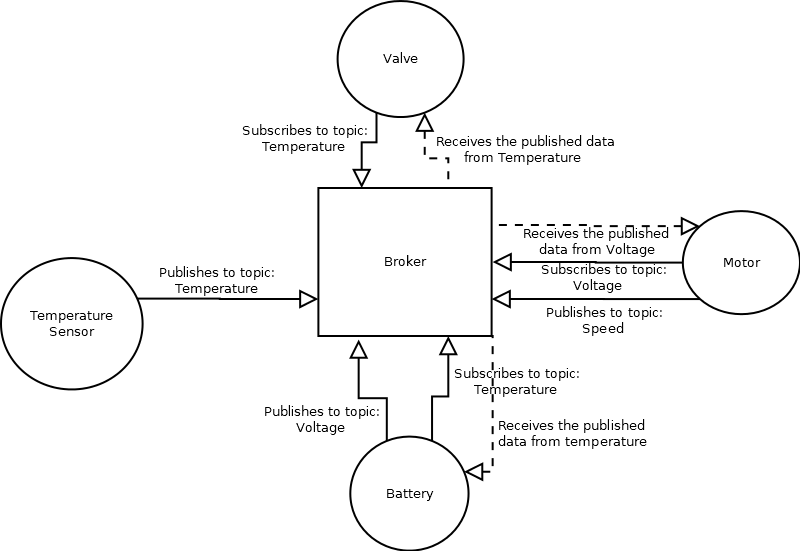 Valve
Subscribes to topic:
Temperature
Receives the published data
from Temperature
Broker
Receives the published
data from Voltage
Motor
Subscribes to topic:
Voltage
Publishes to topic:
Speed
Publishes to topic:
Temperature
Temperature
Sensor
Subscribes to topic:
Temperature
Publishes to topic:
Voltage
Receives the published
data from temperature
Battery